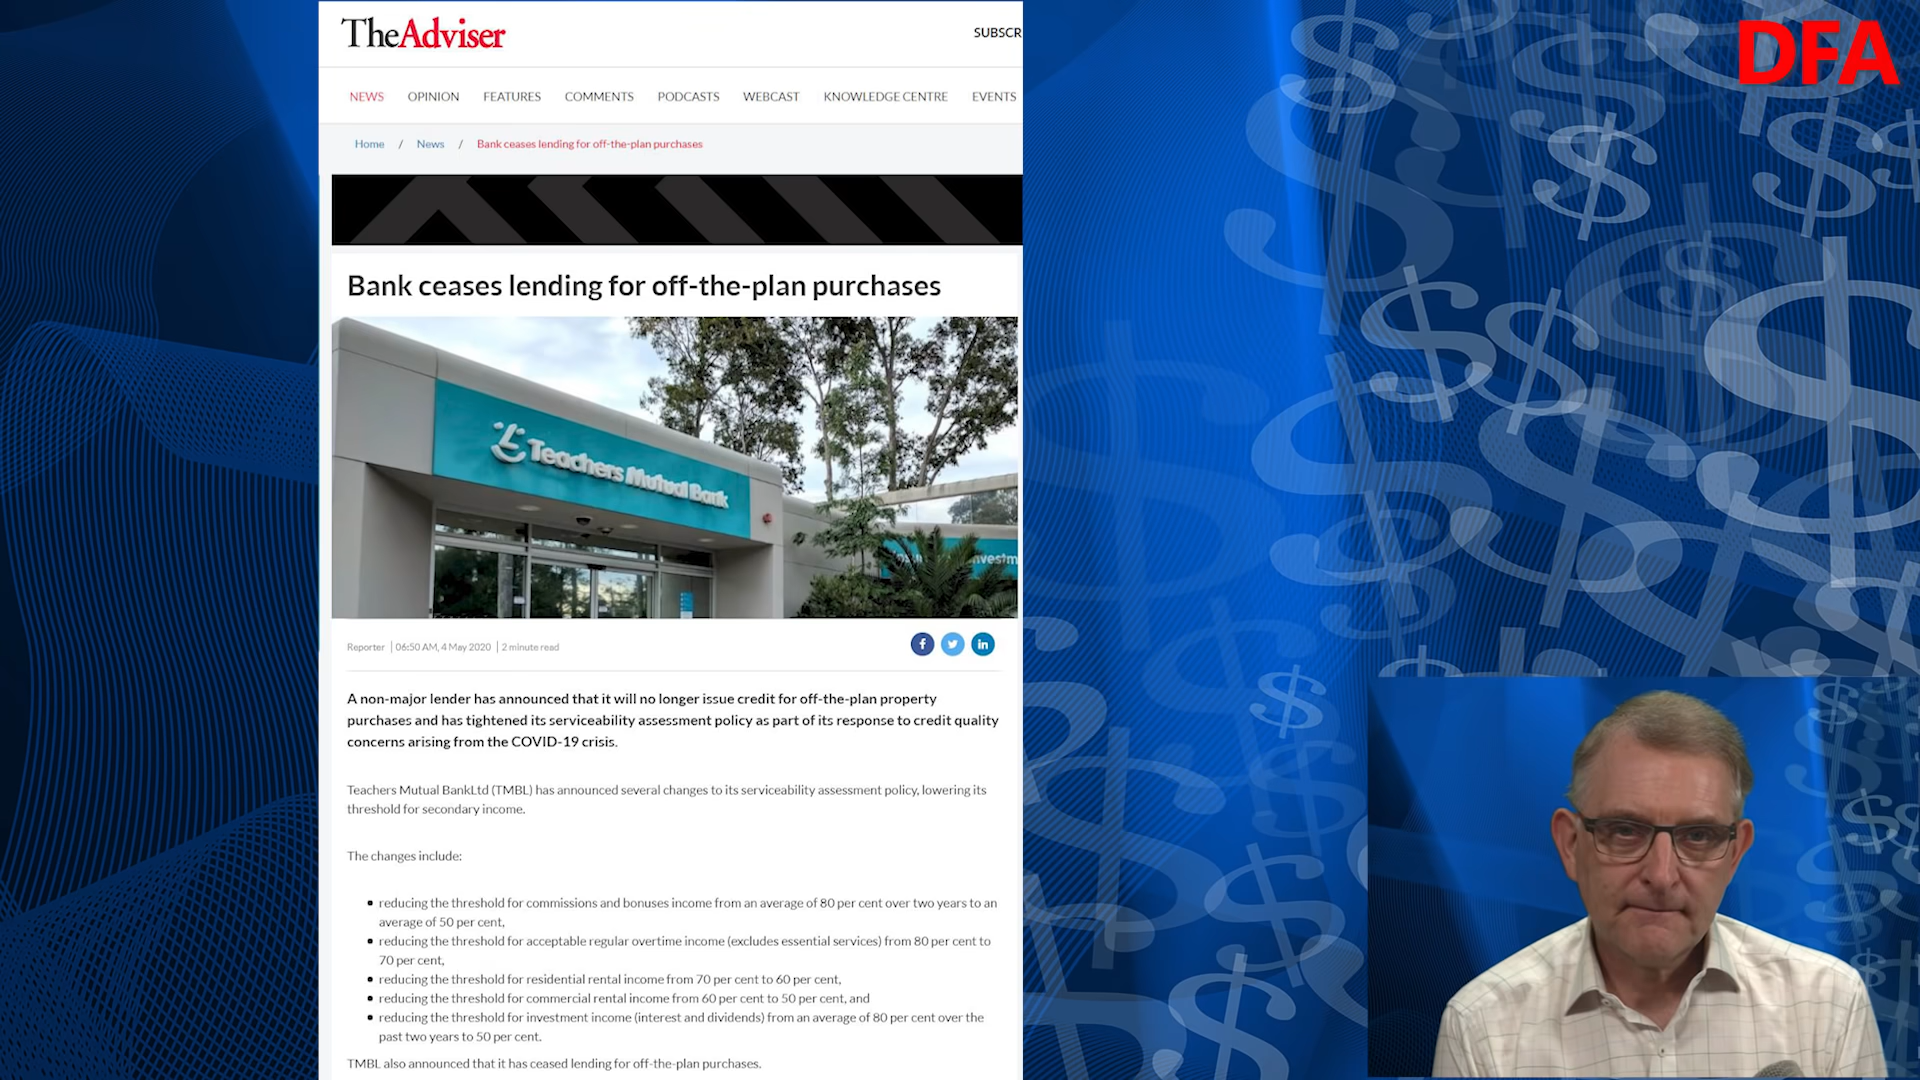 TheAdviser
SUBSCR
DFA
NEWS OPINION FEATURES COMMENTS PODCASTS WEBCAST KNOWLEDGE CENTRE EVENTS
Home / News / Bank ceases lending for off-the-plan purchases
Bank ceases lending for off-the-plan purchases
Teachers Mutual Bank
investm
Reporter | 06:50 AM, 4 May 2020 | 2 minute read
A non-major lender has announced that it will no longer issue credit for off-the-plan property
purchases and has tightened its serviceability assessment policy as part of its response to credit quality
concerns arising from the COVID-19 crisis.
Teachers Mutual BankLtd (TMBL) has announced several changes to its serviceability assessment policy, lowering its
threshold for secondary income.
The changes include:
• reducing the threshold for commissions and bonuses income from an average of 80 per cent over two years to an
average of 50 per cent,
• reducing the threshold for acceptable regular overtime income (excludes essential services) from 80 per cent to
70 per cent,
• reducing the threshold for residential rental income from 70 per cent to 60 per cent,
• reducing the threshold for commercial rental income from 60 per cent to 50 per cent, and
• reducing the threshold for investment income (interest and dividends) from an average of 80 per cent over the
past two years to 50 per cent.
TMBL also announced that it has ceased lending for off-the-plan purchases.